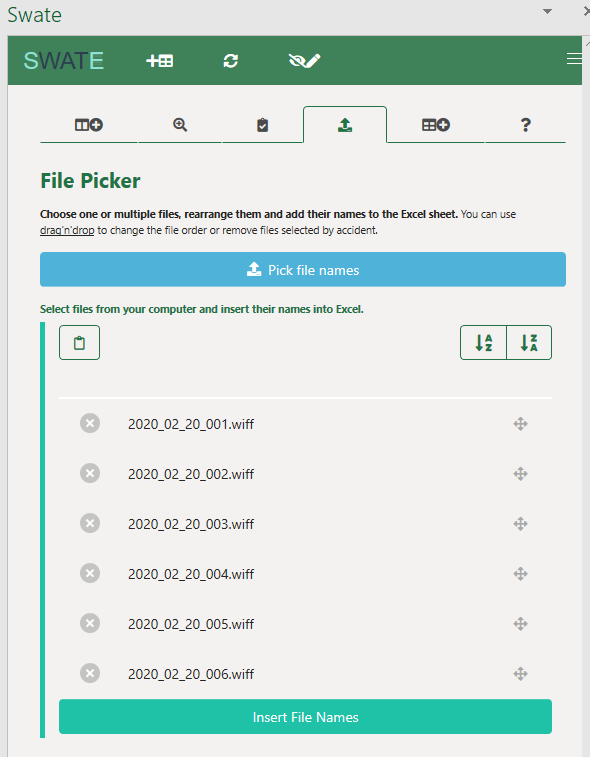 Swate
SWATE
?
File Picker
Choose one or multiple files, rearrange them and add their names to the Excel sheet. You can use
drag'n'drop to change the file order or remove files selected by accident.
Pick file names
Select files from your computer and insert their names into Excel.
A
Z
Z
A
2020_02_20_001.wiff
2020_02_20_002.wiff
2020_02_20_003.wiff
2020_02_20_004.wiff
2020_02_20_005.wiff
2020_02_20_006.wiff
Insert File Names